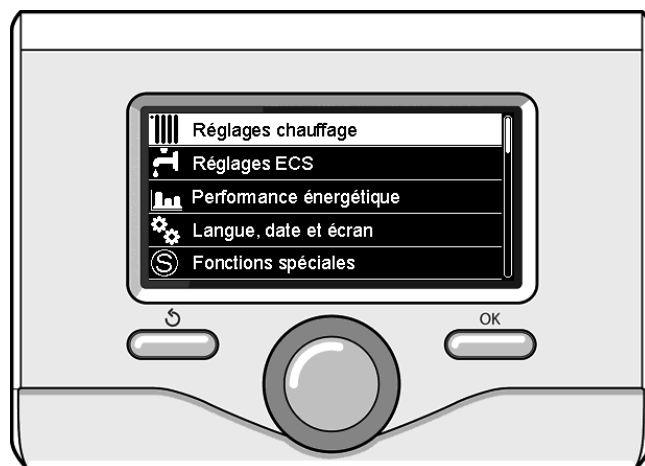 Réglages chauffage
Réglages ECS
Performance énergétique
Langue, date et écran
Fonctions spéciales
OK